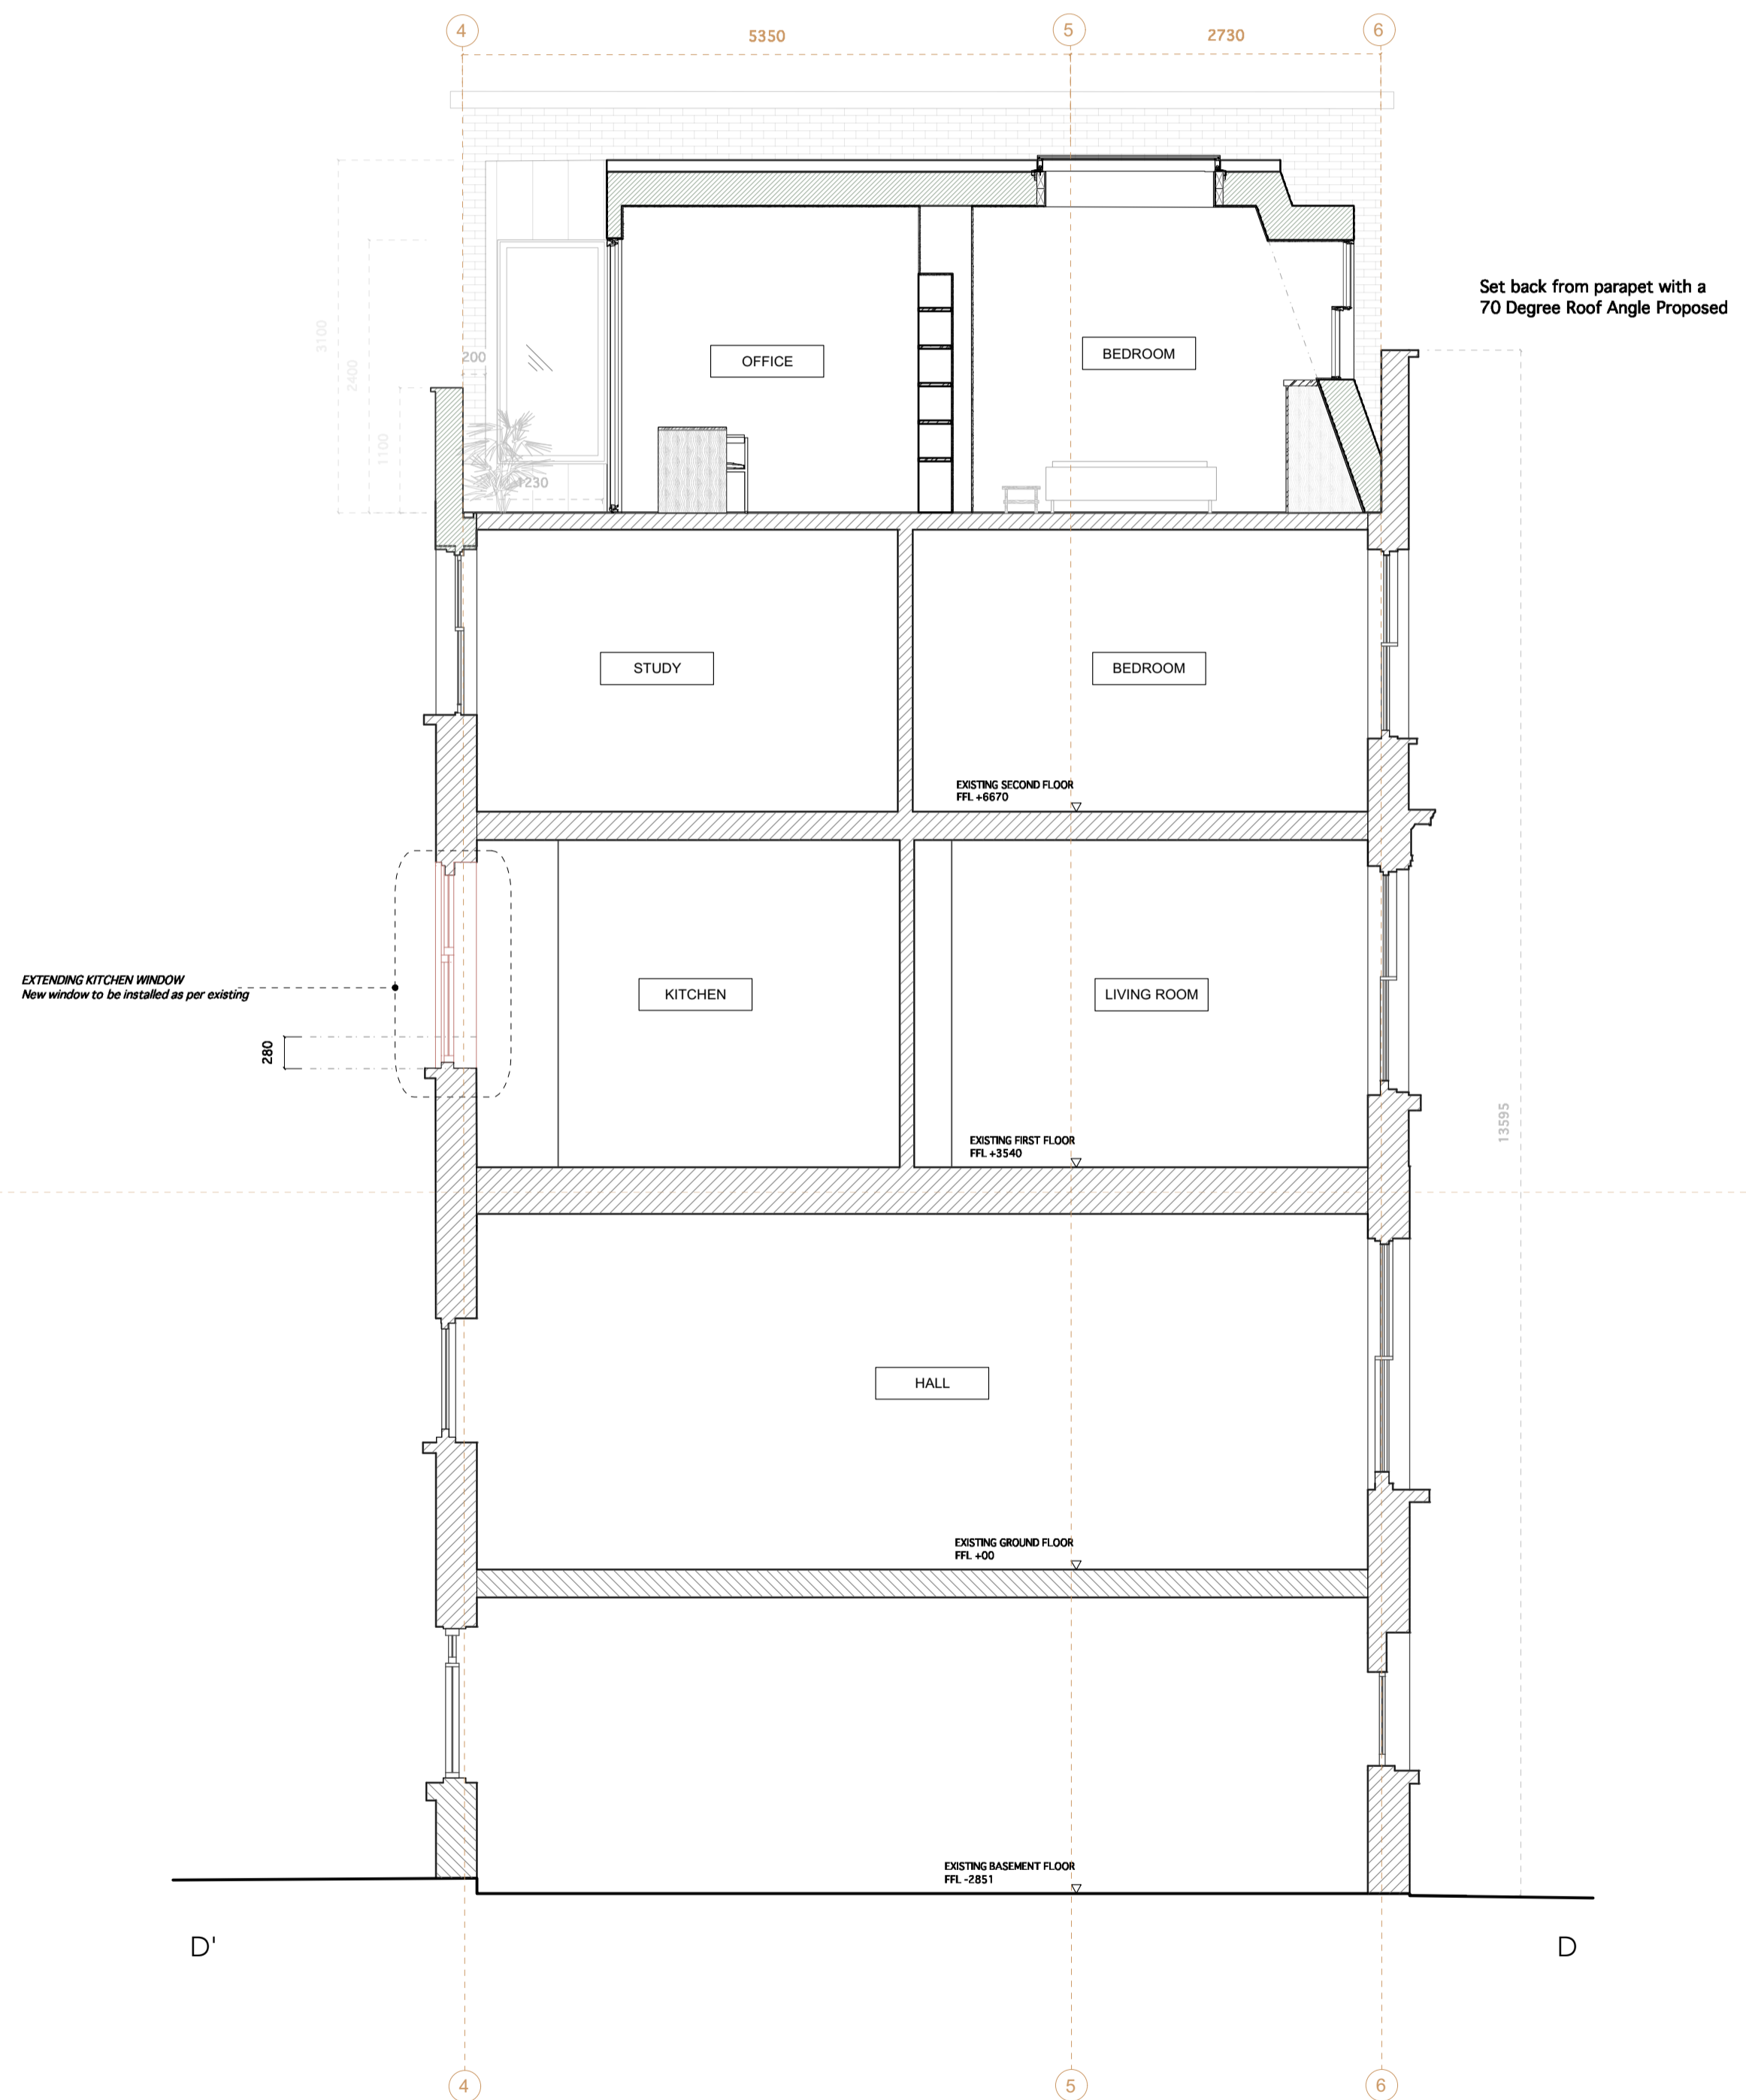 4
5350
5
2730
6
Set back from parapet with a
70 Degree Roof Angle Proposed
3100
2400
1100
200
1230
OFFICE
BEDROOM
STUDY
BEDROOM
EXISTING SECOND FLOOR
FFL +6670
EXTENDING KITCHEN WINDOW
New window to be installed as per existing
280
KITCHEN
LIVING ROOM
EXISTING FIRST FLOOR
FFL +3540
13595
HALL
EXISTING GROUND FLOOR
FFL +00
EXISTING BASEMENT FLOOR
FFL -2851
D'
D
4
5
6